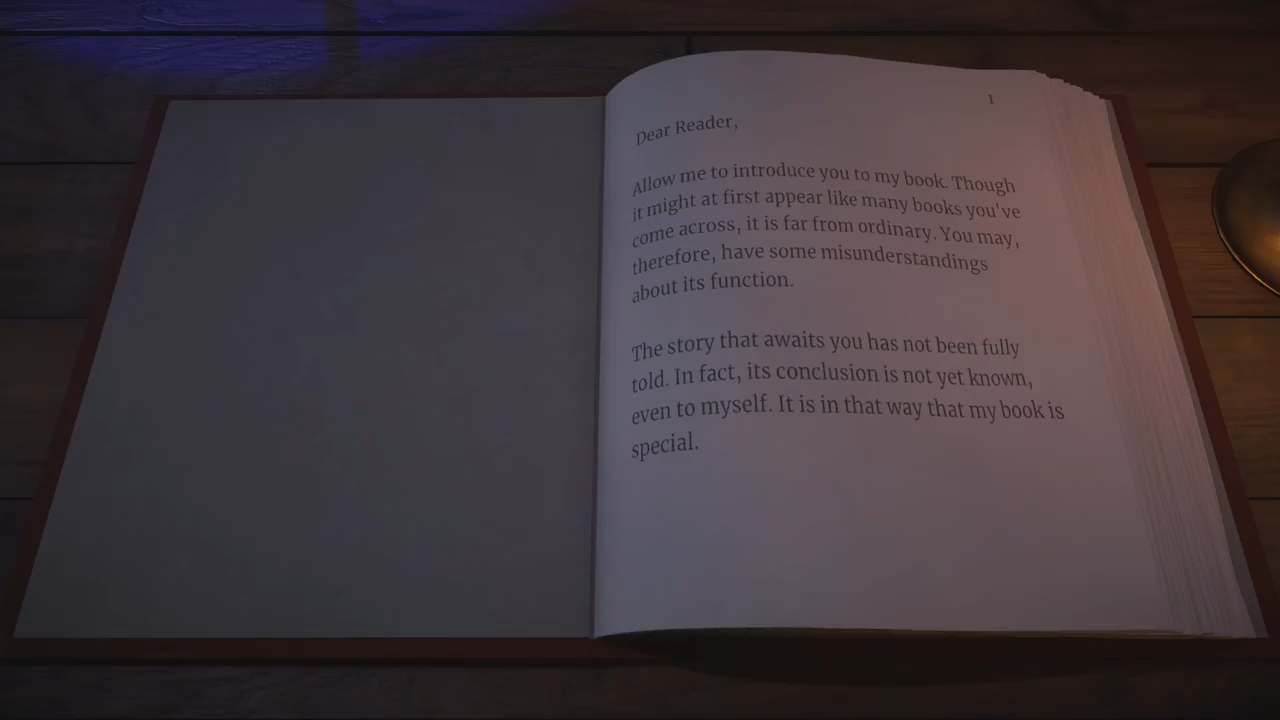 1
Dear Reader,
Allow me to introduce you to my book. Though
it might at first appear like many books you've
come across, it is far from ordinary. You may,
therefore, have some misunderstandings
about its function.
The story that awaits you has not been fully
told. In fact, its conclusion is not yet known,
even to myself. It is in that way that my book is
special.